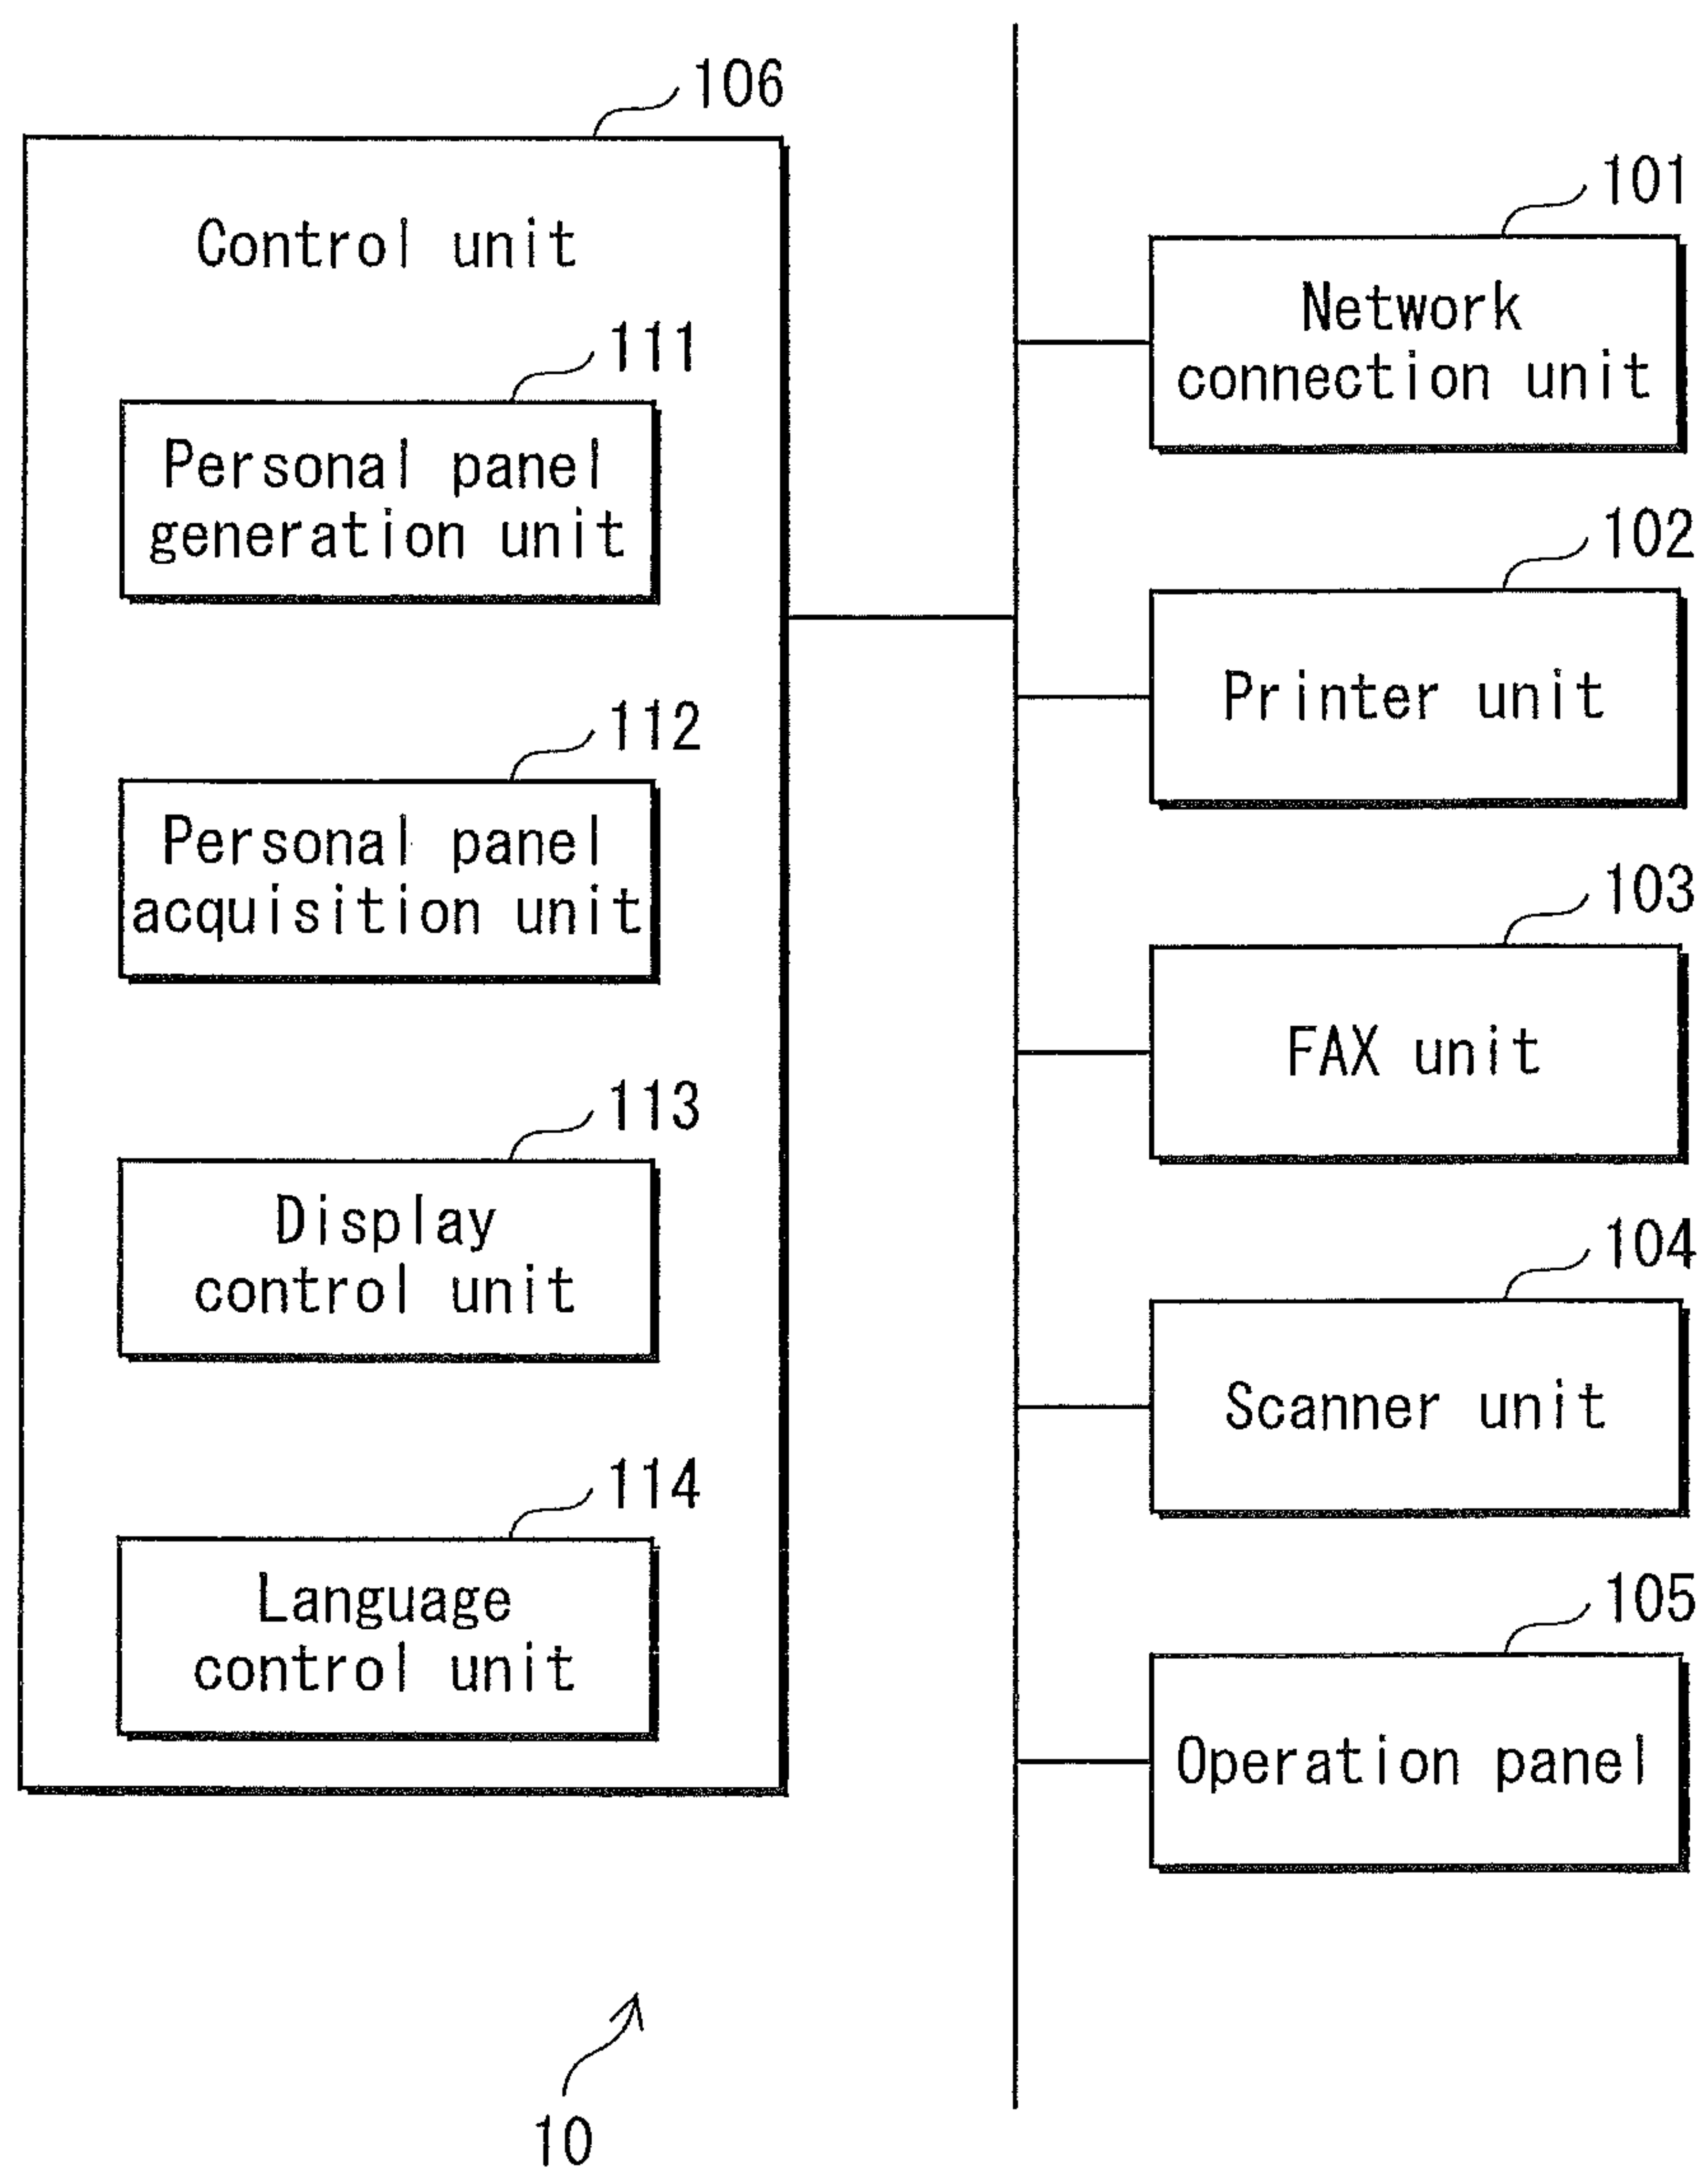 106
Control unit
111
Personal panel
generation unit
112
Personal panel
acquisition unit
113
Display
control unit
114
Language
control unit
101
Network
connection unit
102
Printer unit
103
FAX unit
104
Scanner unit
105
Operation panel
10